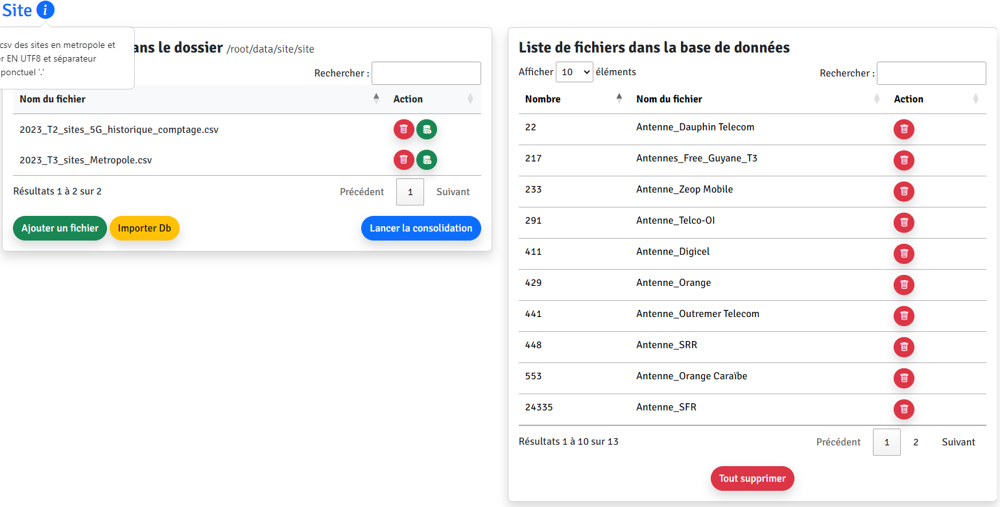 Site i
csv des sites en metropole et
EN UTF8 et séparateur
ponctuel '.'
dans le dossier /root/data/site/site
Rechercher :
Nom du fichier Action
2023_T2_sites_5G_historique_comptage.csv
2023_T3_sites_Metropole.csv
Résultats 1 à 2 sur 2
Précédent 1 Suivant
Ajouter un fichier Importer Db Lancer la consolidation
Liste de fichiers dans la base de données
Afficher 10 éléments Rechercher :
Nombre Nom du fichier Action
22 Antenne_Dauphin Telecom
217 Antennes_Free_Guyane_T3
233 Antenne_Zeop Mobile
291 Antenne_Telco-OI
411 Antenne_Digicel
429 Antenne_Orange
441 Antenne_Outremer Telecom
448 Antenne_SRR
553 Antenne_Orange Caraïbe
24335 Antenne_SFR
Résultats 1 à 10 sur 13
Précédent 1 2 Suivant
Tout supprimer